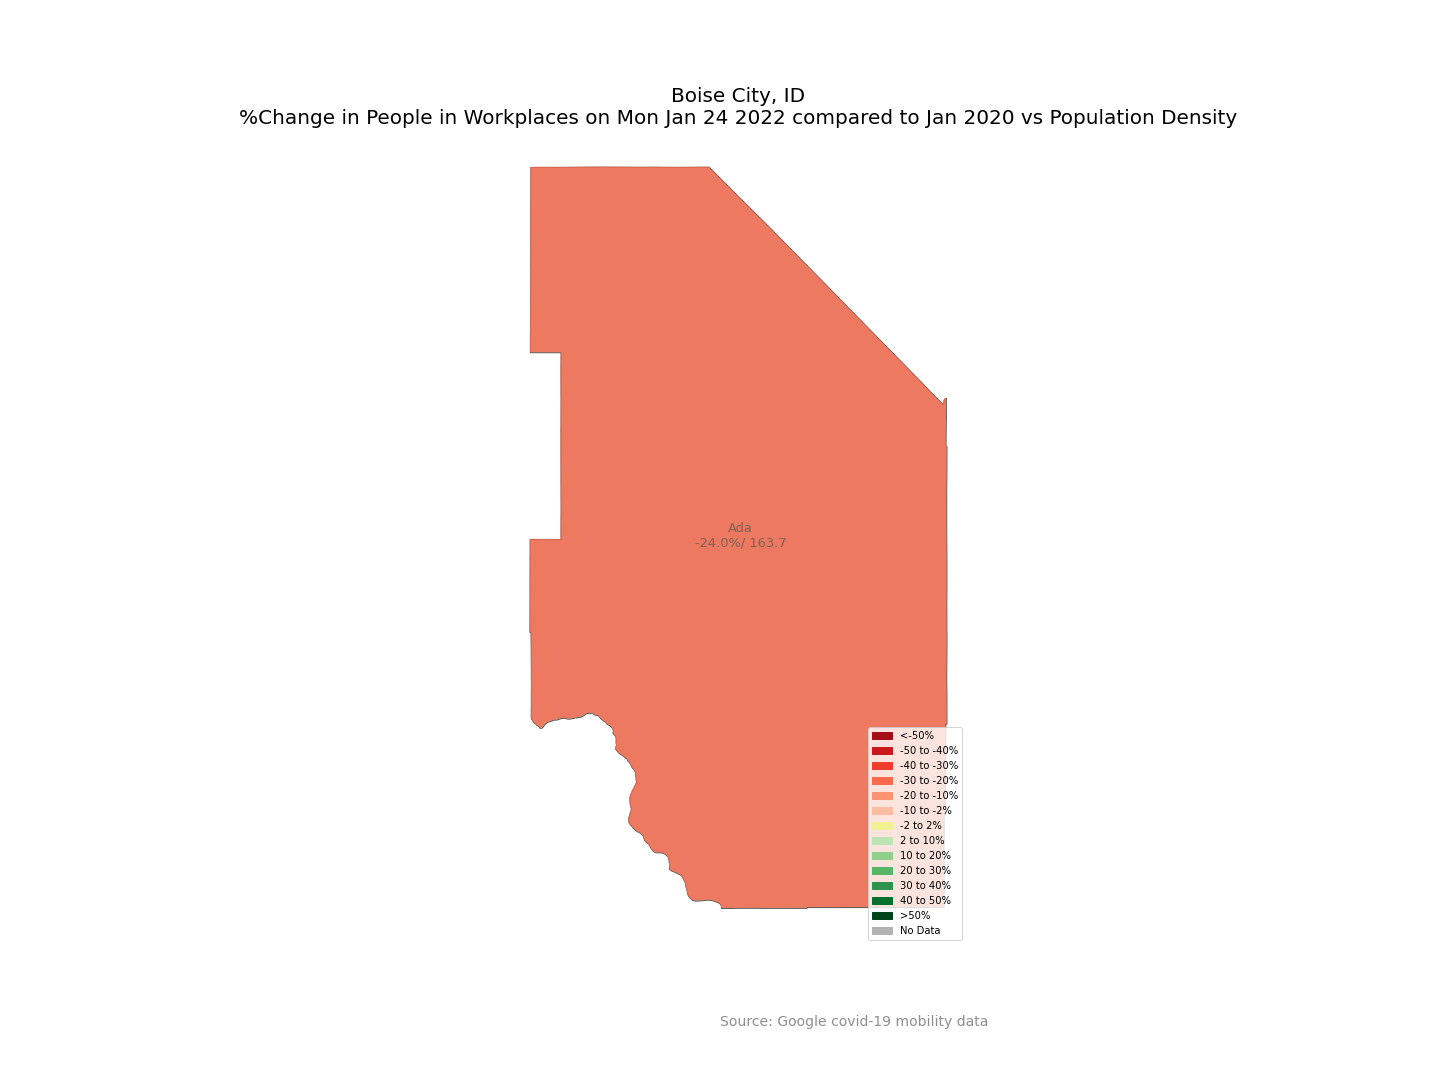 Boise City, ID
%Change in People in Workplaces on Mon Jan 24 2022 compared to Jan 2020 vs Population Density
Ada
-24.0%/ 163.7
<-50%
-50 to -40%
-40 to -30%
-30 to -20%
-20 to -10%
-10 to -2%
-2 to 2%
2 to 10%
10 to 20%
20 to 30%
30 to 40%
40 to 50%
>50%
No Data
Source: Google covid-19 mobility data